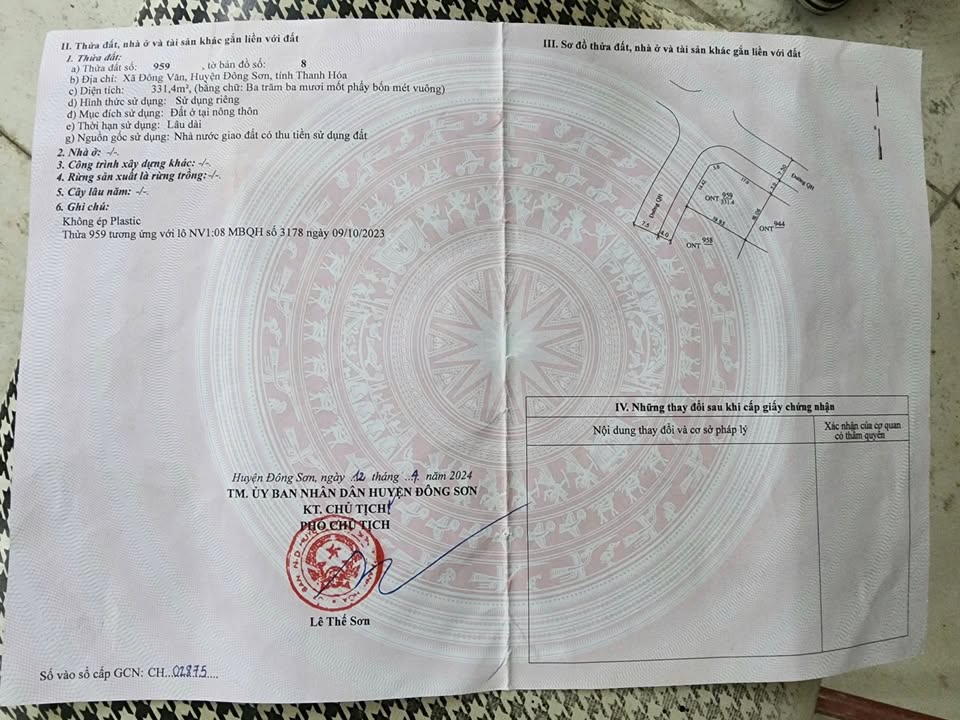 II. Thửa đất, nhà ở và tài sản khác gắn liền với đất
1. Thửa đất:
a) Thửa đất số: 959 , tờ bản đồ số: 8
b) Địa chỉ: Xã Đông Văn, Huyện Đông Sơn, tỉnh Thanh Hóa
c) Diện tích: 331,4m², (bằng chữ: Ba trăm ba mươi mốt phẩy bốn mét vuông)
d) Hình thức sử dụng: Sử dụng riêng
đ) Mục đích sử dụng: Đất ở tại nông thôn
e) Thời hạn sử dụng: Lâu dài
g) Nguồn gốc sử dụng: Nhà nước giao đất có thu tiền sử dụng đất
2. Nhà ở: -/-.
3. Công trình xây dựng khác: -/-.
4. Rừng sản xuất là rừng trồng: -/-.
5. Cây lâu năm: -/-.
6. Ghi chú:
Không ép Plastic
Thửa 959 tương ứng với lô NV1:08 MBQH số 3178 ngày 09/10/2023
Huyện Đông Sơn, ngày 12 tháng 4 năm 2024
TM. ỦY BAN NHÂN DÂN HUYỆN ĐÔNG SƠN
KT. CHỦ TỊCH
PHÓ CHỦ TỊCH
Lê Thế Sơn
Số vào sổ cấp GCN: CH...02875....
III. Sơ đồ thửa đất, nhà ở và tài sản khác gắn liền với đất
Đường QH
Đường QH
ONT 959
331.4
7.5
4.0
ONT 958
ONT 944
IV. Những thay đổi sau khi cấp giấy chứng nhận
Nội dung thay đổi và cơ sở pháp lý
Xác nhận của cơ quan
có thẩm quyền